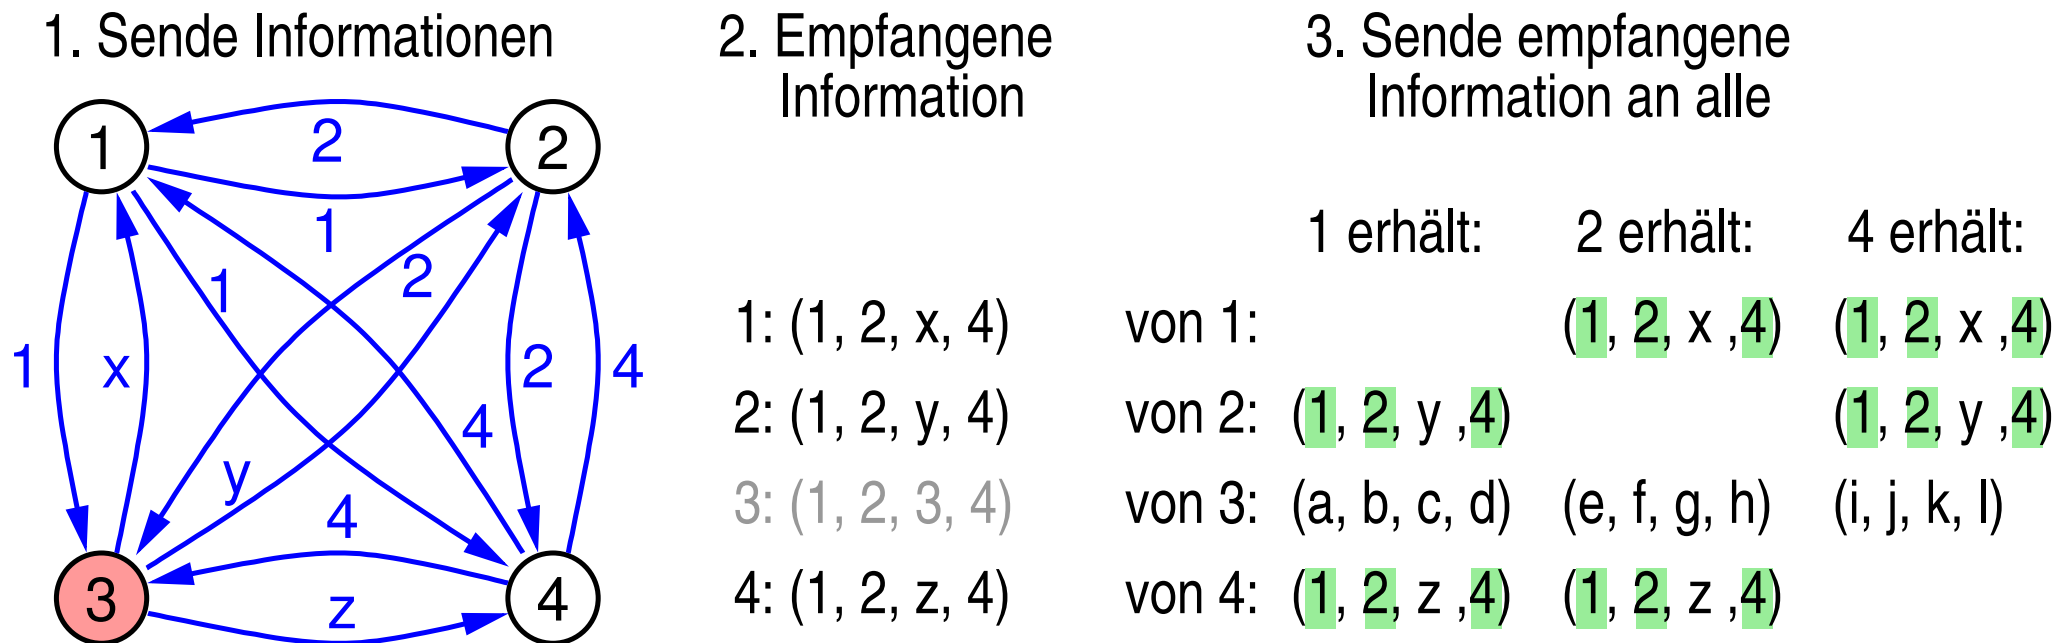 1. Sende Informationen
2. Empfangene
Information
3. Sende empfangene
Information an alle
1
2
2
1
1
2
1
x
2
4
4
y
4
3
z
4
1 erhält: 2 erhält: 4 erhält:
1: (1, 2, x, 4) von 1: (1, 2, x ,4) (1, 2, x ,4)
2: (1, 2, y, 4) von 2: (1, 2, y ,4) (1, 2, y ,4)
3: (1, 2, 3, 4) von 3: (a, b, c, d) (e, f, g, h) (i, j, k, l)
4: (1, 2, z, 4) von 4: (1, 2, z ,4) (1, 2, z ,4)